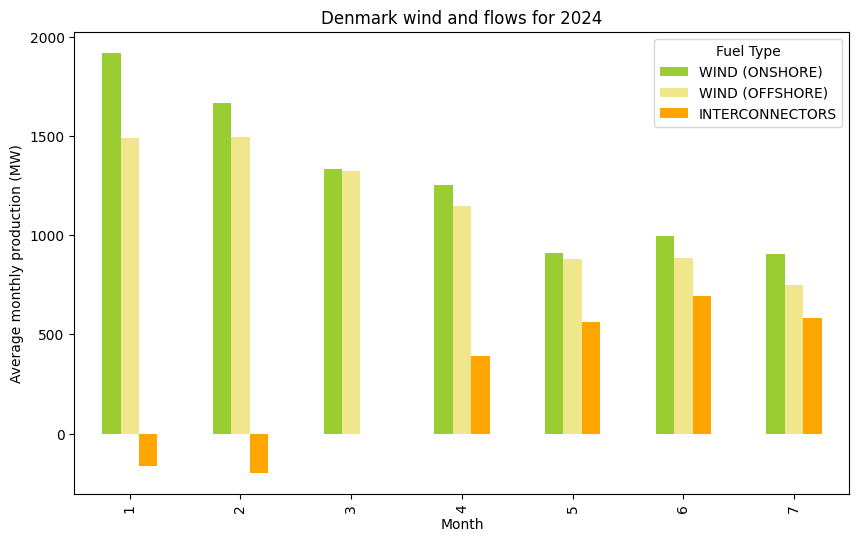 Denmark wind and flows for 2024
Fuel Type
WIND (ONSHORE)
WIND (OFFSHORE)
INTERCONNECTORS
Average monthly production (MW)
2000
1500
1000
500
0
1 2 3 4 5 6 7
Month